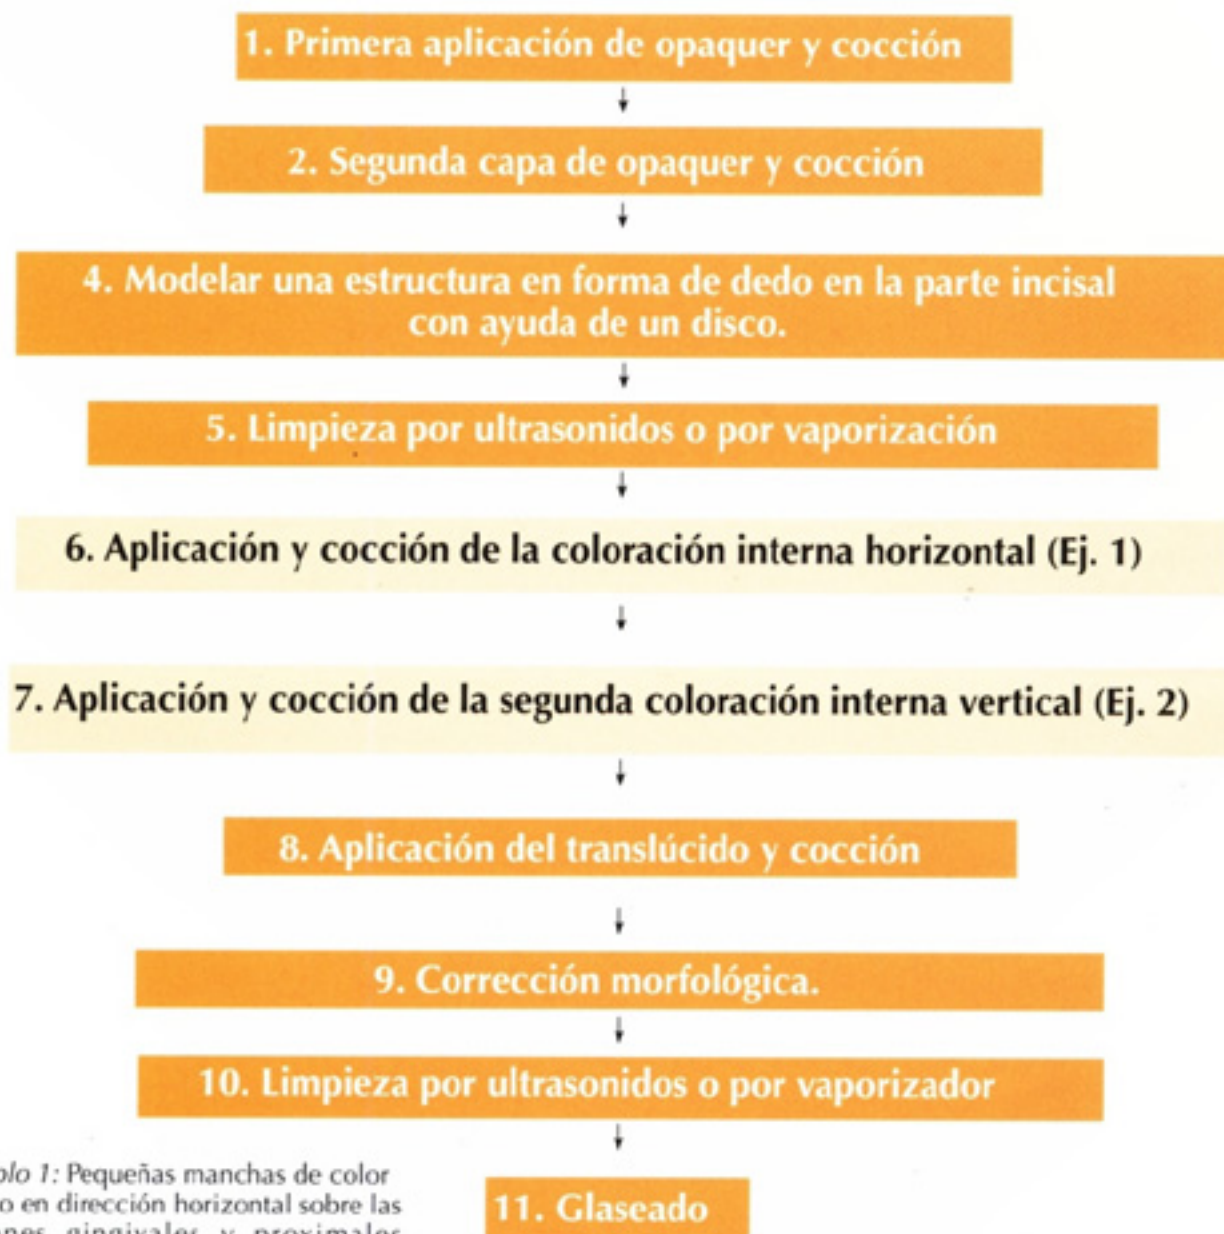 1. Primera aplicación de opaquer y cocción
2. Segunda capa de opaquer y cocción
4. Modelar una estructura en forma de dedo en la parte incisal
con ayuda de un disco.
5. Limpieza por ultrasonidos o por vaporización
6. Aplicación y cocción de la coloración interna horizontal (Ej. 1)
7. Aplicación y cocción de la segunda coloración interna vertical (Ej. 2)
8. Aplicación del translúcido y cocción
9. Corrección morfológica.
10. Limpieza por ultrasonidos o por vaporizador
11. Glaseado
1: Pequeñas manchas de color
en dirección horizontal sobre las
gingivales y proximales